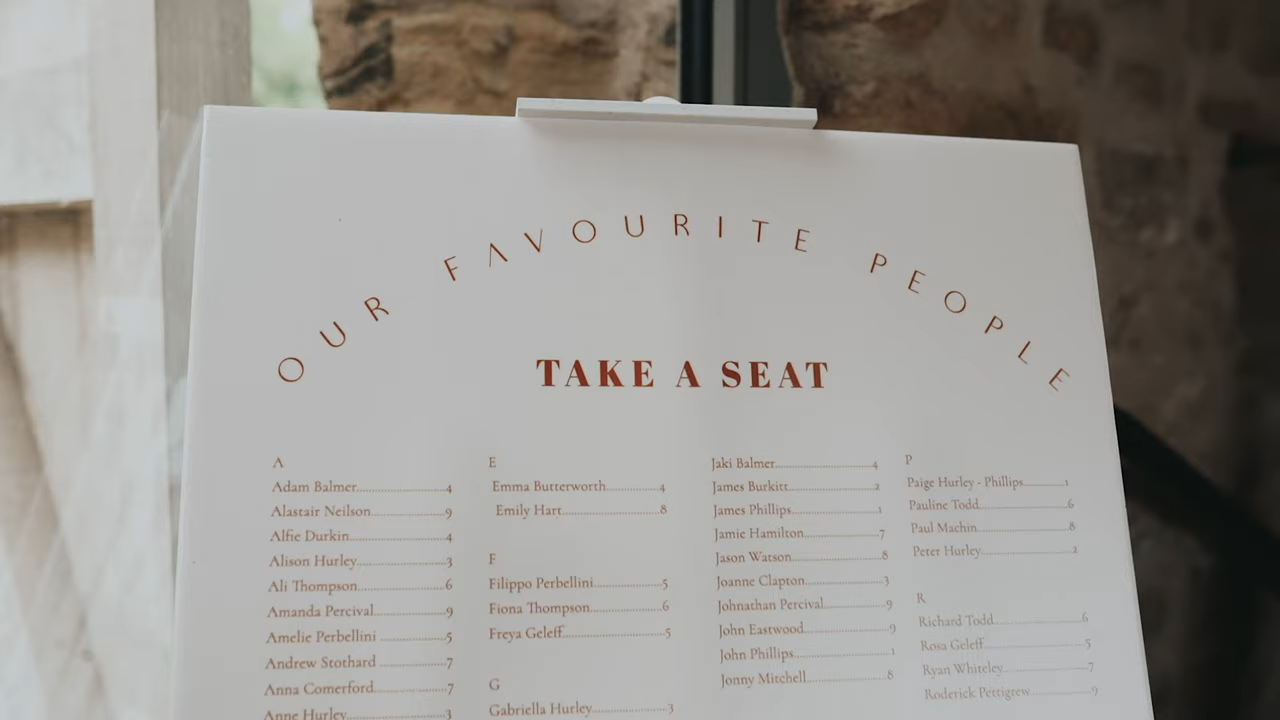 OUR FAVOURITE PEOPLE
TAKE A SEAT
A
Adam Balmer 4
Alastair Neilson 9
Alfie Durkin 4
Alison Hurley 3
Ali Thompson 6
Amanda Percival 9
Amelie Perbellini 5
Andrew Stothard 7
Anna Comerford 7
Anne Hurley 3
E
Emma Butterworth 4
Emily Hart 8
F
Filippo Perbellini 5
Fiona Thompson 6
Freya Geleff 5
G
Gabriella Hurley 3
Jaki Balmer 4
James Burkitt 2
James Phillips 1
Jamie Hamilton 7
Jason Watson 8
Joanne Clapton 3
Johnathan Percival 9
John Eastwood 9
John Phillips 1
Jonny Mitchell 8
P
Paige Hurley - Phillips 1
Pauline Todd 6
Paul Machin 8
Peter Hurley 2
R
Richard Todd 6
Rosa Geleff 5
Ryan Whiteley 7
Roderick Pettigrew 9